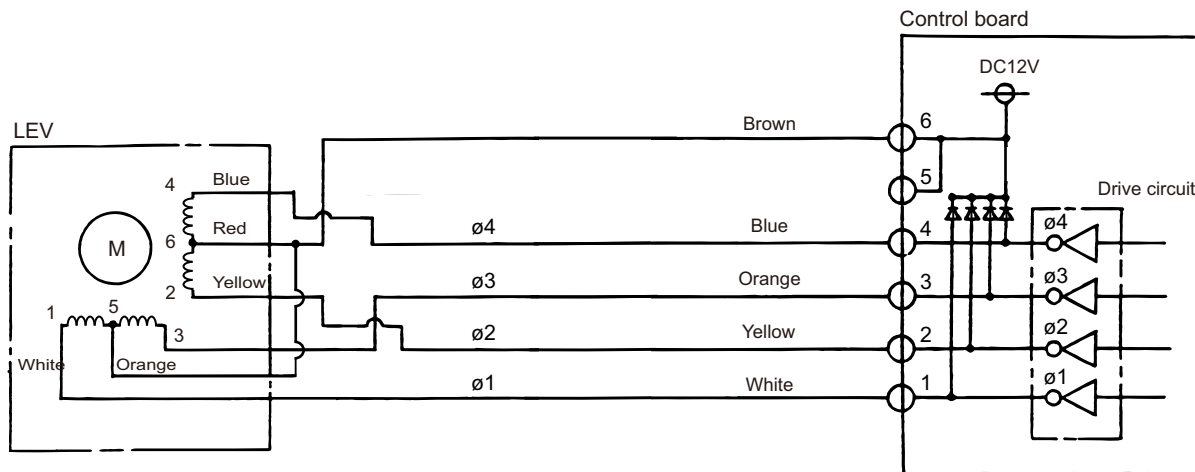 Control board
DC12V
LEV
Brown 6
5
Drive circuit
4 Blue
6 Red
M
2 Yellow
1 5 3
White Orange
ø4 Blue 4 ø4
ø3 Orange 3 ø3
ø2 Yellow 2 ø2
ø1 White 1 ø1